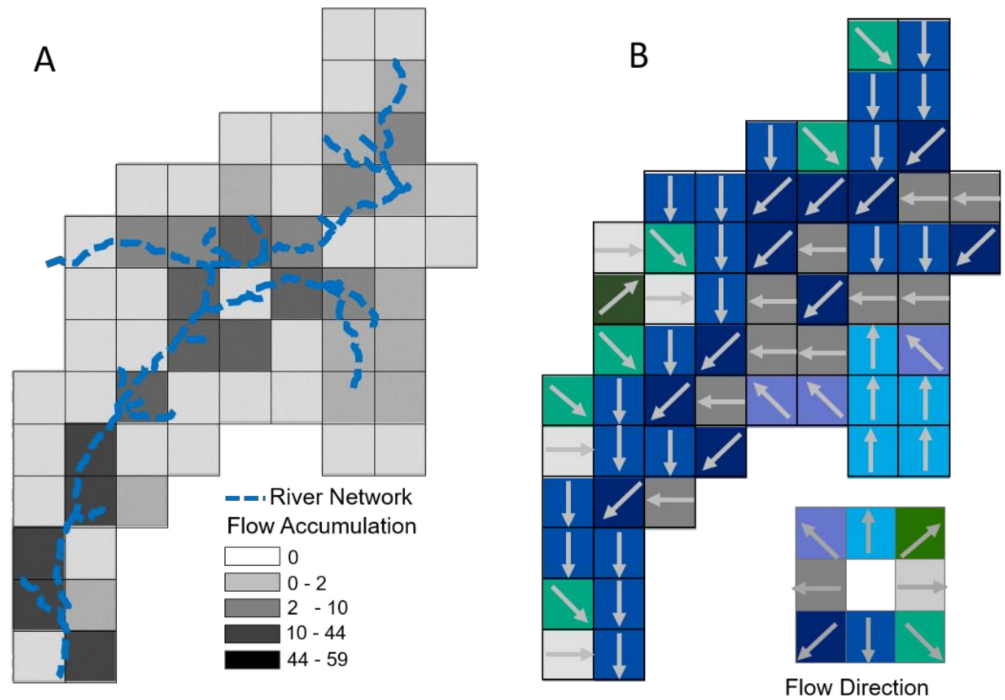 A
B
River Network
Flow Accumulation
0
0 - 2
2 - 10
10 - 44
44 - 59
Flow Direction